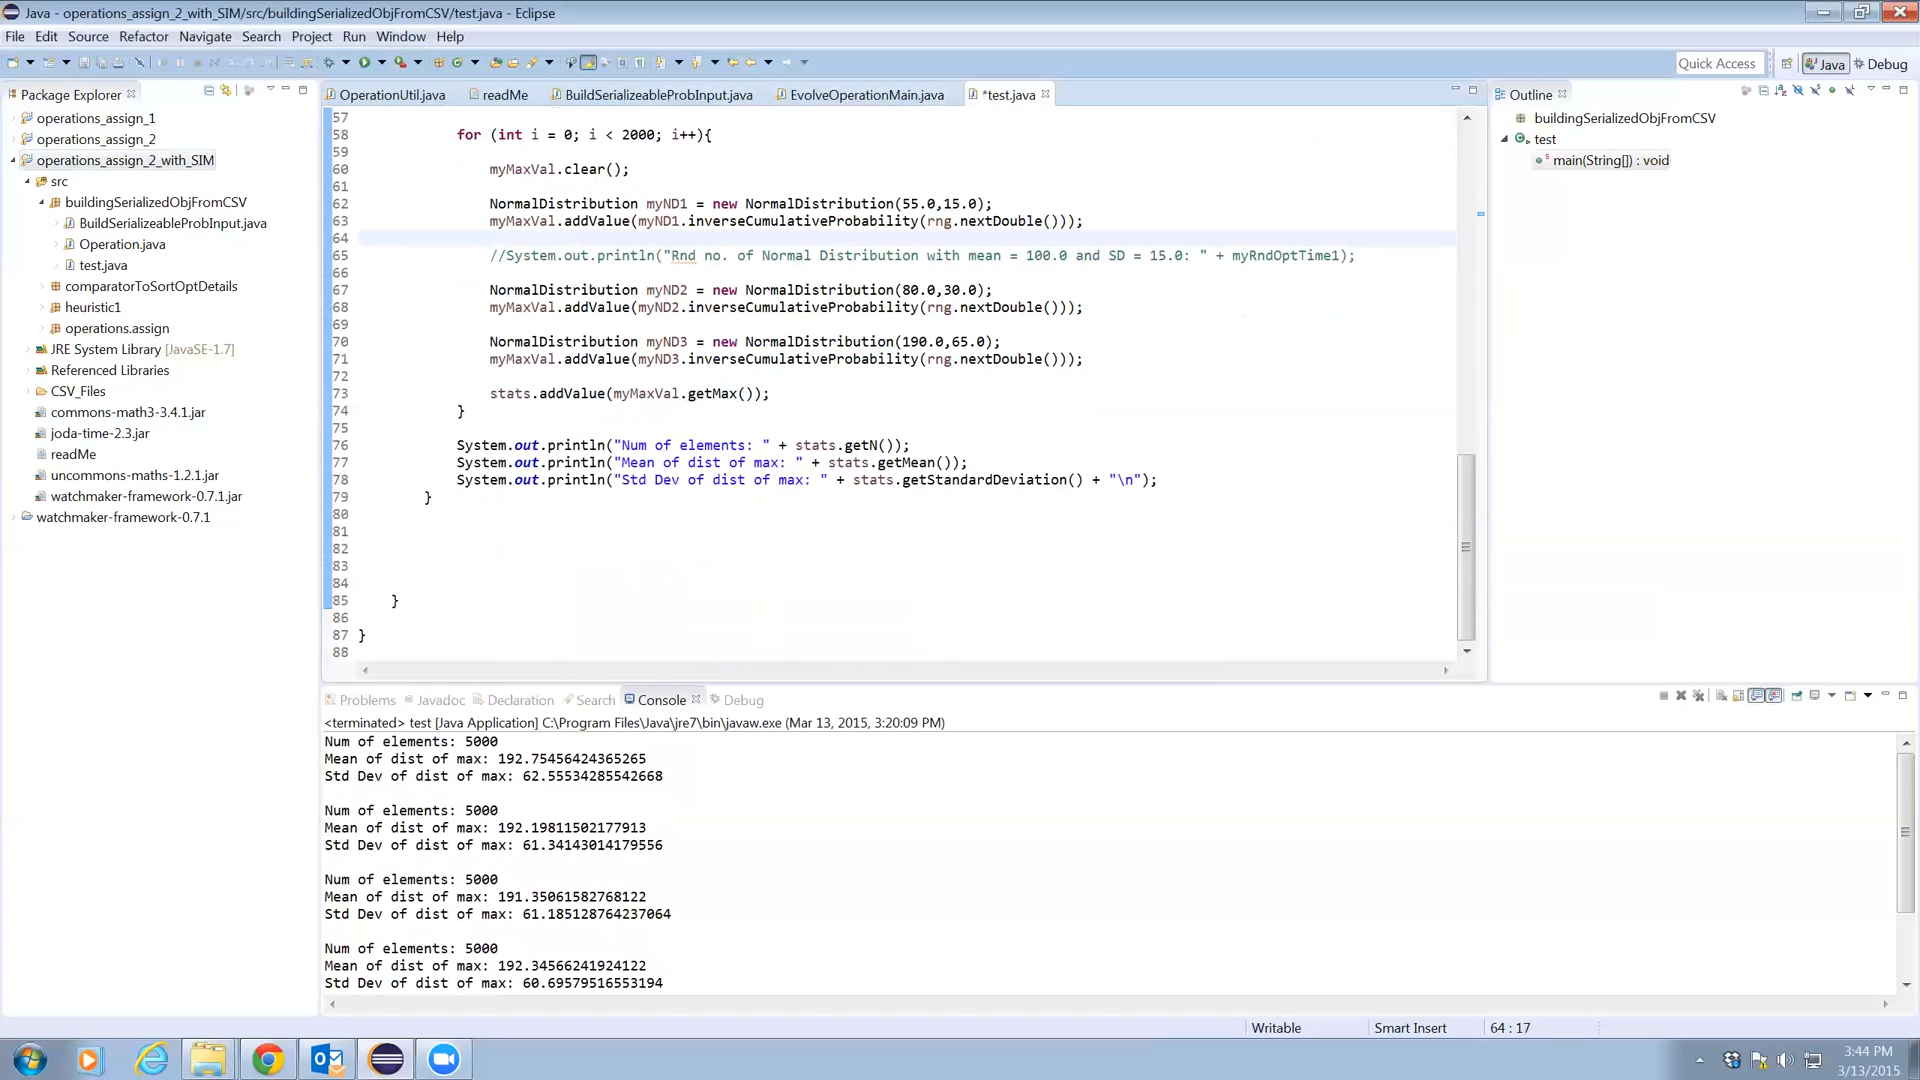 Java - operations_assign_2_with_SIM/src/buildingSerializedObjFromCSV/test.java - Eclipse
File Edit Source Refactor Navigate Search Project Run Window Help
Quick Access
Java
Debug
Package Explorer
operations_assign_1
operations_assign_2
operations_assign_2_with_SIM
src
buildingSerializedObjFromCSV
BuildSerializeableProbInput.java
Operation.java
test.java
comparatorToSortOptDetails
heuristic1
operations.assign
JRE System Library [JavaSE-1.7]
Referenced Libraries
CSV_Files
commons-math3-3.4.1.jar
joda-time-2.3.jar
readMe
uncommons-maths-1.2.1.jar
watchmaker-framework-0.7.1.jar
watchmaker-framework-0.7.1
OperationUtil.java readMe BuildSerializeableProbInput.java EvolveOperationMain.java *test.java
57
58 for (int i = 0; i < 2000; i++){
59
60 myMaxVal.clear();
61
62 NormalDistribution myND1 = new NormalDistribution(55.0,15.0);
63 myMaxVal.addValue(myND1.inverseCumulativeProbability(rng.nextDouble()));
64
65 //System.out.println("Rnd no. of Normal Distribution with mean = 100.0 and SD = 15.0: " + myRndOptTime1);
66
67 NormalDistribution myND2 = new NormalDistribution(80.0,30.0);
68 myMaxVal.addValue(myND2.inverseCumulativeProbability(rng.nextDouble()));
69
70 NormalDistribution myND3 = new NormalDistribution(190.0,65.0);
71 myMaxVal.addValue(myND3.inverseCumulativeProbability(rng.nextDouble()));
72
73 stats.addValue(myMaxVal.getMax());
74 }
75
76 System.out.println("Num of elements: " + stats.getN());
77 System.out.println("Mean of dist of max: " + stats.getMean());
78 System.out.println("Std Dev of dist of max: " + stats.getStandardDeviation() + "\n");
79 }
80
81
82
83
84
85 }
86
87 }
88
Outline
buildingSerializedObjFromCSV
test
main(String[]) : void
Problems Javadoc Declaration Search Console Debug
<terminated> test [Java Application] C:\Program Files\Java\jre7\bin\javaw.exe (Mar 13, 2015, 3:20:09 PM)
Num of elements: 5000
Mean of dist of max: 192.75456424365265
Std Dev of dist of max: 62.55534285542668
Num of elements: 5000
Mean of dist of max: 192.19811502177913
Std Dev of dist of max: 61.34143014179556
Num of elements: 5000
Mean of dist of max: 191.35061582768122
Std Dev of dist of max: 61.185128764237064
Num of elements: 5000
Mean of dist of max: 192.34566241924122
Std Dev of dist of max: 60.69579516553194
Writable Smart Insert 64 : 17
3:44 PM
3/13/2015